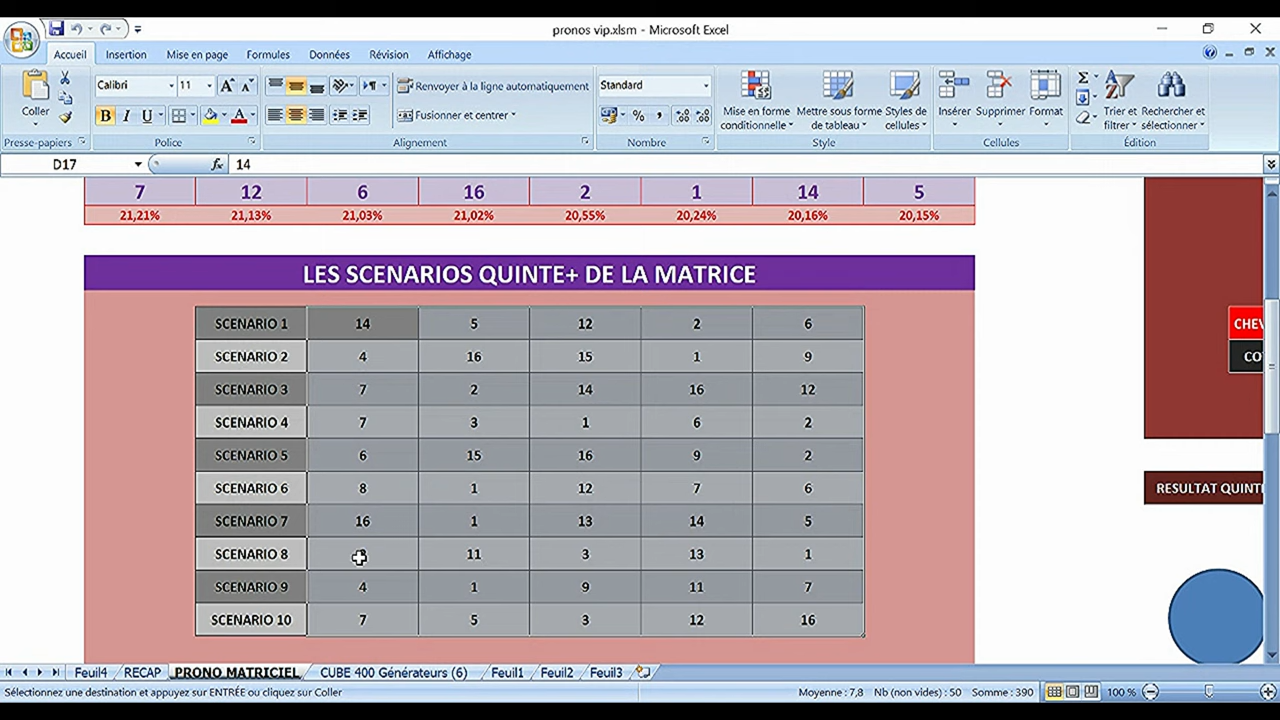 pronos vip.xlsm - Microsoft Excel
Accueil Insertion Mise en page Formules Données Révision Affichage
Coller
Calibri 11
Renvoyer à la ligne automatiquement
Standard
Mise en forme conditionnelle
Mettre sous forme de tableau
Styles de cellules
Insérer Supprimer Format
Trier et filtrer
Rechercher et sélectionner
G I S
Fusionner et centrer
Presse-papiers Police Alignement Nombre Style Cellules Édition
D17 fx 14
7 12 6 16 2 1 14 5
21,21% 21,13% 21,03% 21,02% 20,55% 20,24% 20,16% 20,15%
LES SCENARIOS QUINTE+ DE LA MATRICE
SCENARIO 1 14 5 12 2 6
SCENARIO 2 4 16 15 1 9
SCENARIO 3 7 2 14 16 12
SCENARIO 4 7 3 1 6 2
SCENARIO 5 6 15 16 9 2
SCENARIO 6 8 1 12 7 6
SCENARIO 7 16 1 13 14 5
SCENARIO 8 11 3 13 1
SCENARIO 9 4 1 9 11 7
SCENARIO 10 7 5 3 12 16
CHEV
CO
RESULTAT QUINT
Feuil4 RECAP PRONO MATRICIEL CUBE 400 Générateurs (6) Feuil1 Feuil2 Feuil3
Sélectionnez une destination et appuyez sur ENTRÉE ou cliquez sur Coller Moyenne : 7,8 Nb (non vides) : 50 Somme : 390 100 %